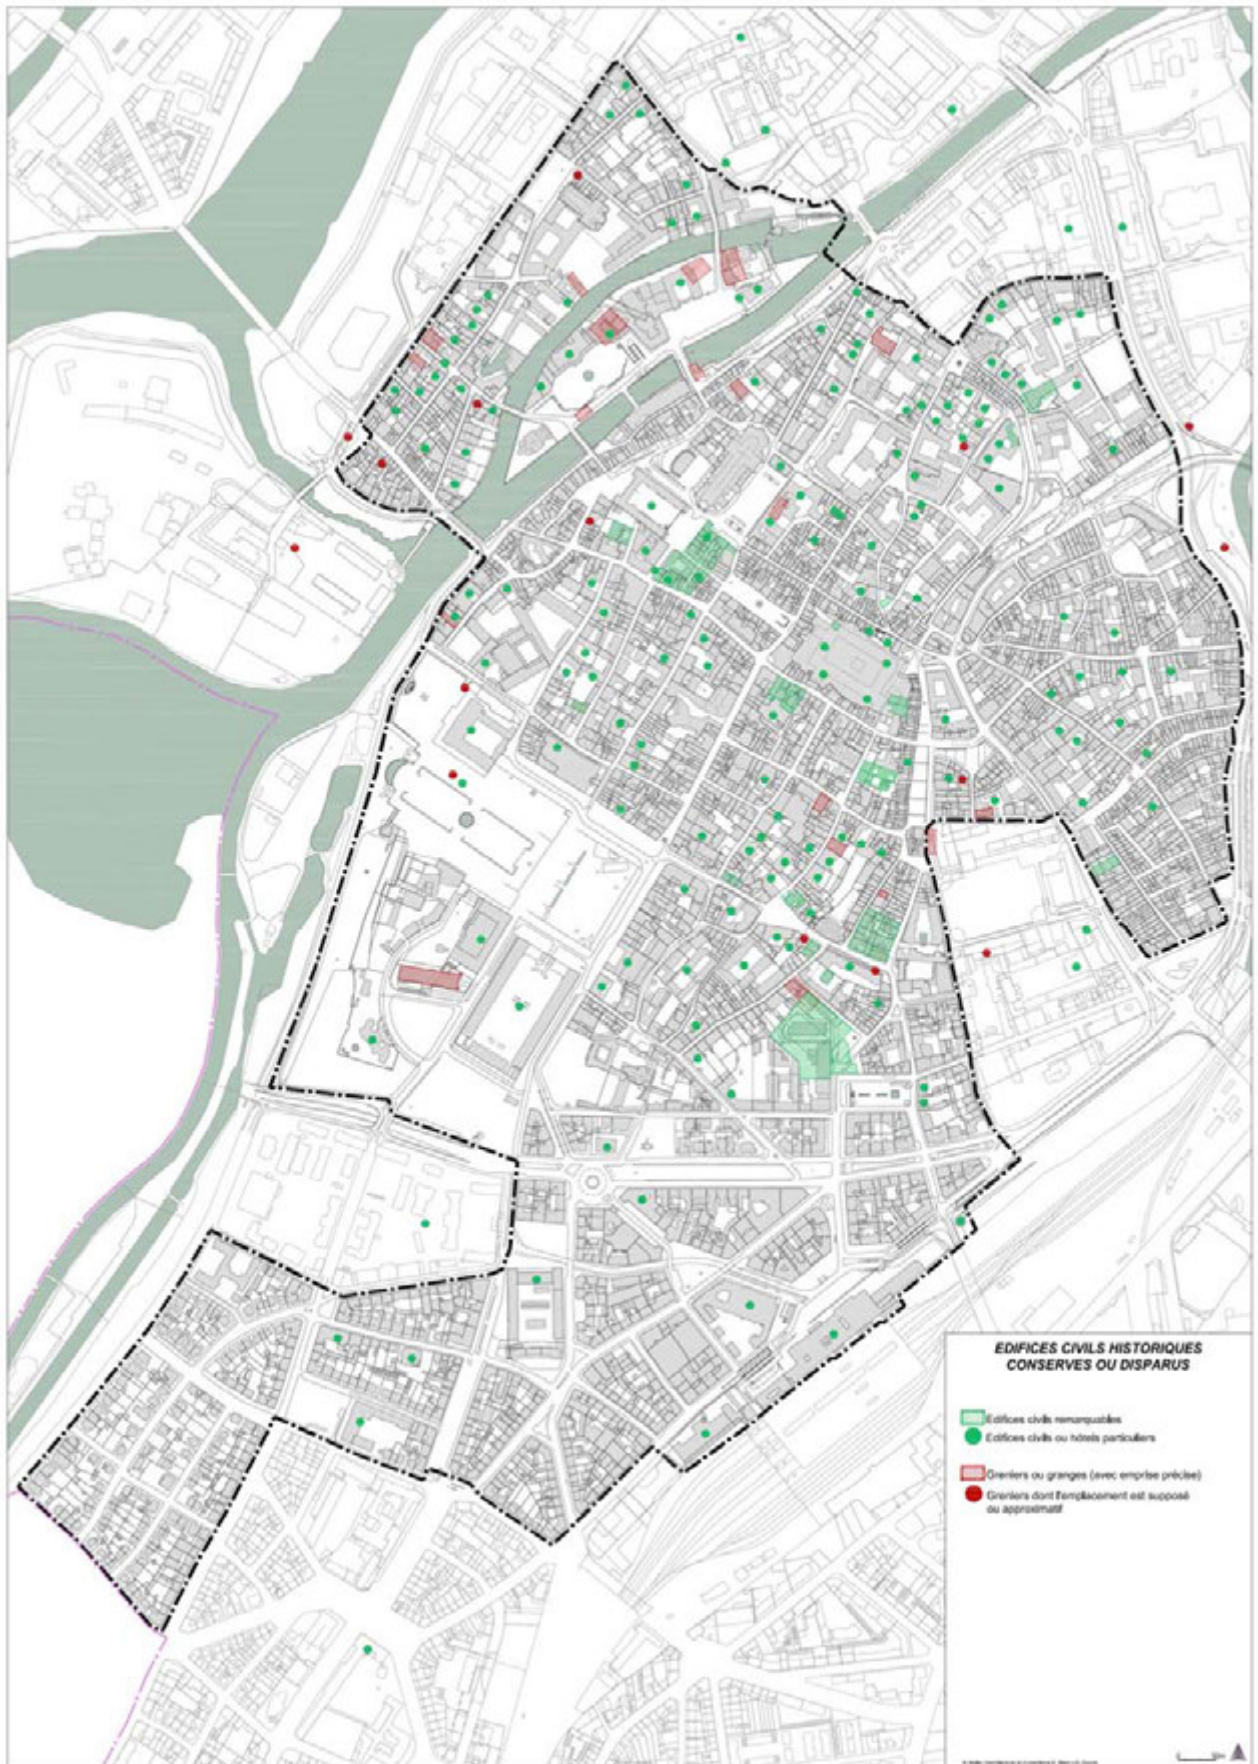 EDIFICES CIVILS HISTORIQUES
CONSERVES OU DISPARUS
Edifices civils remarquables
Edifices civils ou hôtels particuliers
Greniers ou granges (avec emprise précise)
Greniers dont l'emplacement est supposé
ou approximatif